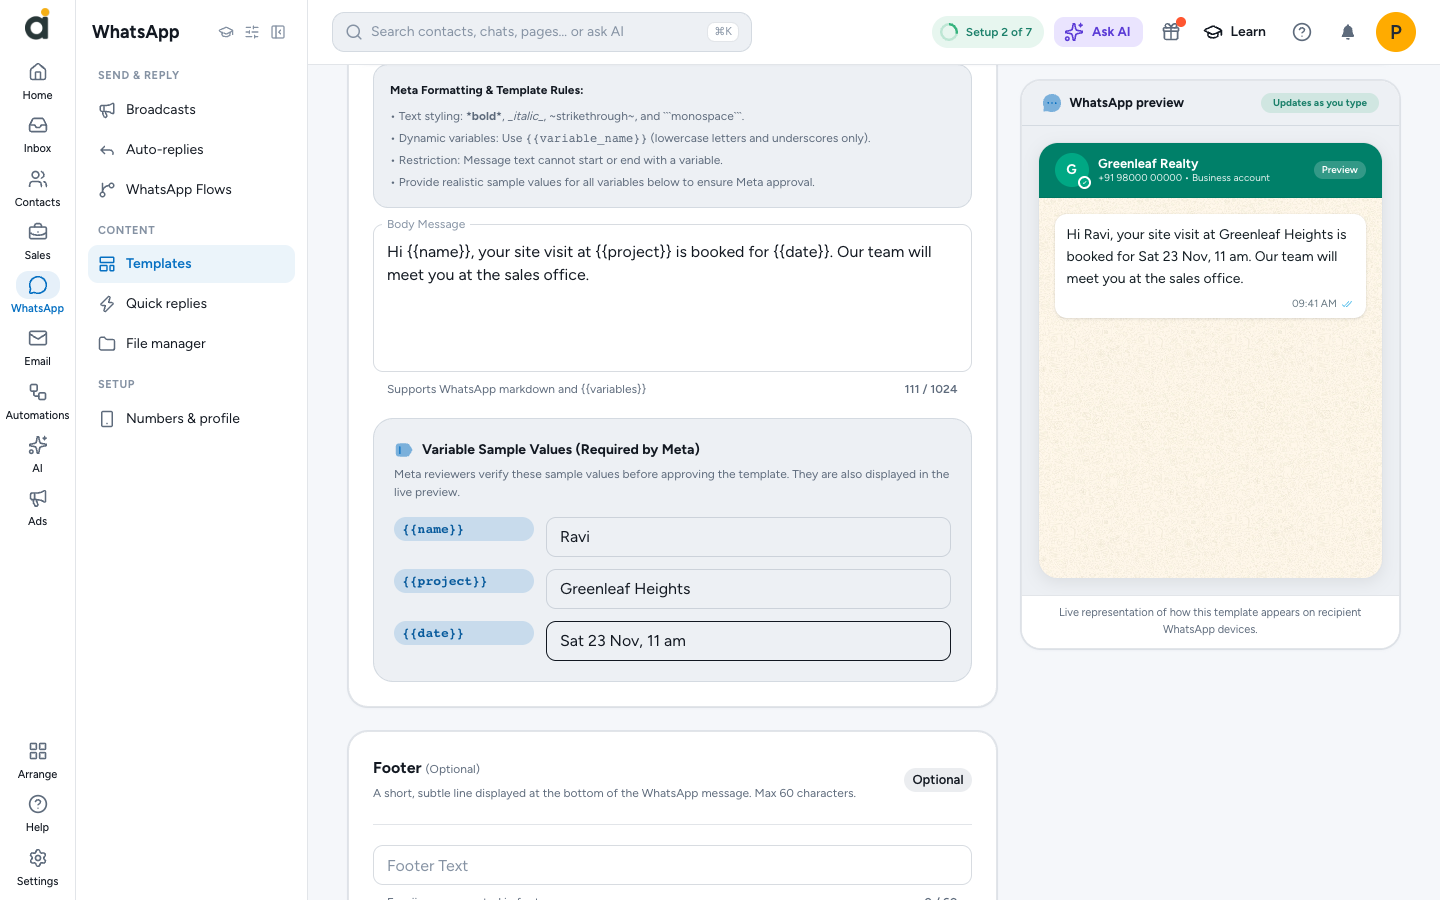 WhatsApp
Search contacts, chats, pages... or ask AI
⌘K
Setup 2 of 7
Ask AI
Learn
P
Home
Inbox
Contacts
Sales
WhatsApp
Email
Automations
AI
Ads
Arrange
Help
Settings
SEND & REPLY
Broadcasts
Auto-replies
WhatsApp Flows
CONTENT
Templates
Quick replies
File manager
SETUP
Numbers & profile
Meta Formatting & Template Rules:
• Text styling: *bold*, _italic_, ~strikethrough~, and ```monospace```.
• Dynamic variables: Use {{variable_name}} (lowercase letters and underscores only).
• Restriction: Message text cannot start or end with a variable.
• Provide realistic sample values for all variables below to ensure Meta approval.
Body Message
Hi {{name}}, your site visit at {{project}} is booked for {{date}}. Our team will
meet you at the sales office.
Supports WhatsApp markdown and {{variables}}
111 / 1024
Variable Sample Values (Required by Meta)
Meta reviewers verify these sample values before approving the template. They are also displayed in the
live preview.
{{name}}
Ravi
{{project}}
Greenleaf Heights
{{date}}
Sat 23 Nov, 11 am
Footer (Optional)
Optional
A short, subtle line displayed at the bottom of the WhatsApp message. Max 60 characters.
Footer Text
WhatsApp preview
Updates as you type
G
Greenleaf Realty
+91 98000 00000 • Business account
Preview
Hi Ravi, your site visit at Greenleaf Heights is
booked for Sat 23 Nov, 11 am. Our team will
meet you at the sales office.
09:41 AM
Live representation of how this template appears on recipient
WhatsApp devices.